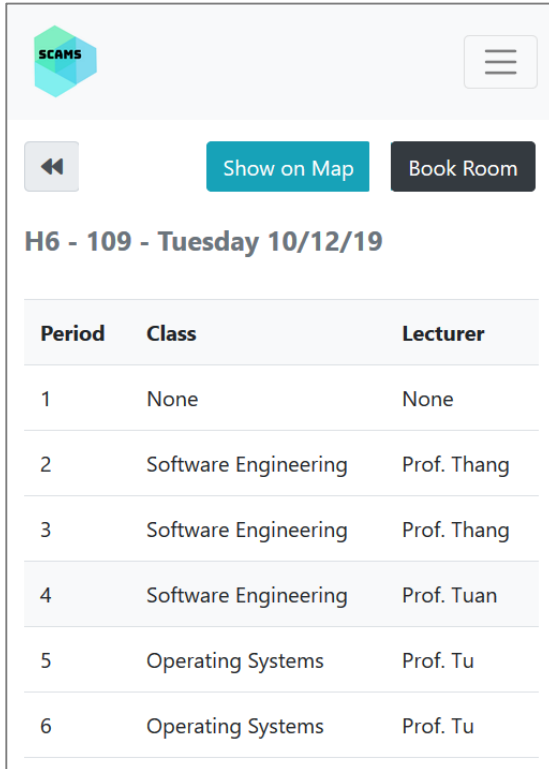 SCAMS
Show on Map Book Room
H6 - 109 - Tuesday 10/12/19
Period Class Lecturer
1 None None
2 Software Engineering Prof. Thang
3 Software Engineering Prof. Thang
4 Software Engineering Prof. Tuan
5 Operating Systems Prof. Tu
6 Operating Systems Prof. Tu